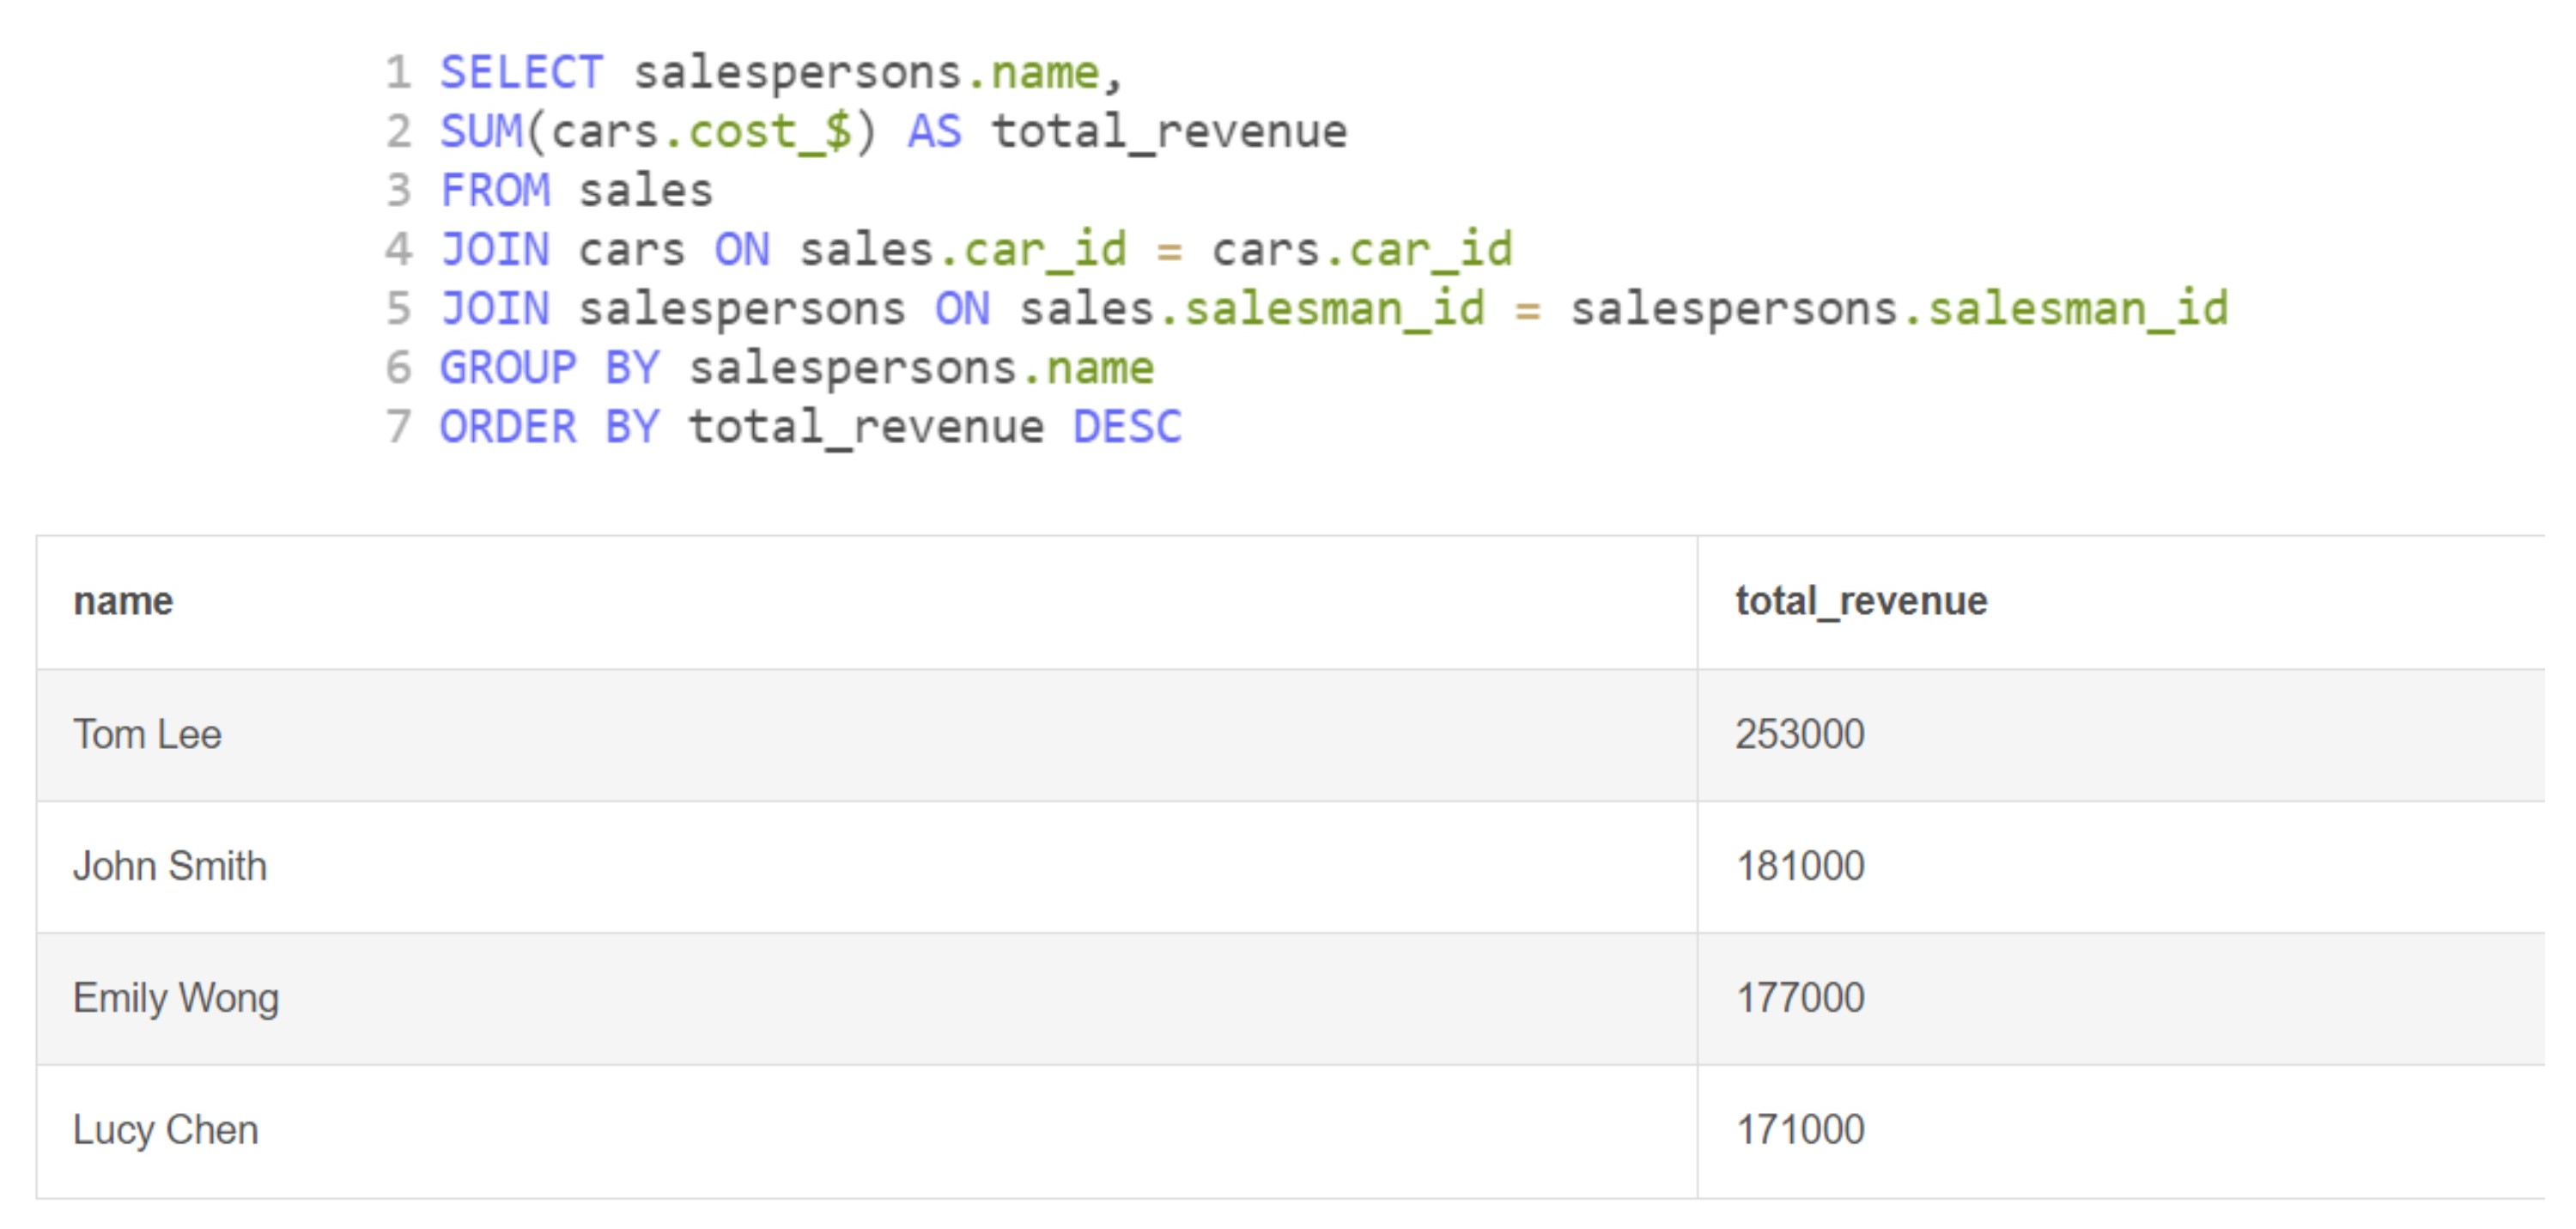 1 SELECT salespersons.name,
2 SUM(cars.cost_$) AS total_revenue
3 FROM sales
4 JOIN cars ON sales.car_id = cars.car_id
5 JOIN salespersons ON sales.salesman_id = salespersons.salesman_id
6 GROUP BY salespersons.name
7 ORDER BY total_revenue DESC
name total_revenue
Tom Lee 253000
John Smith 181000
Emily Wong 177000
Lucy Chen 171000